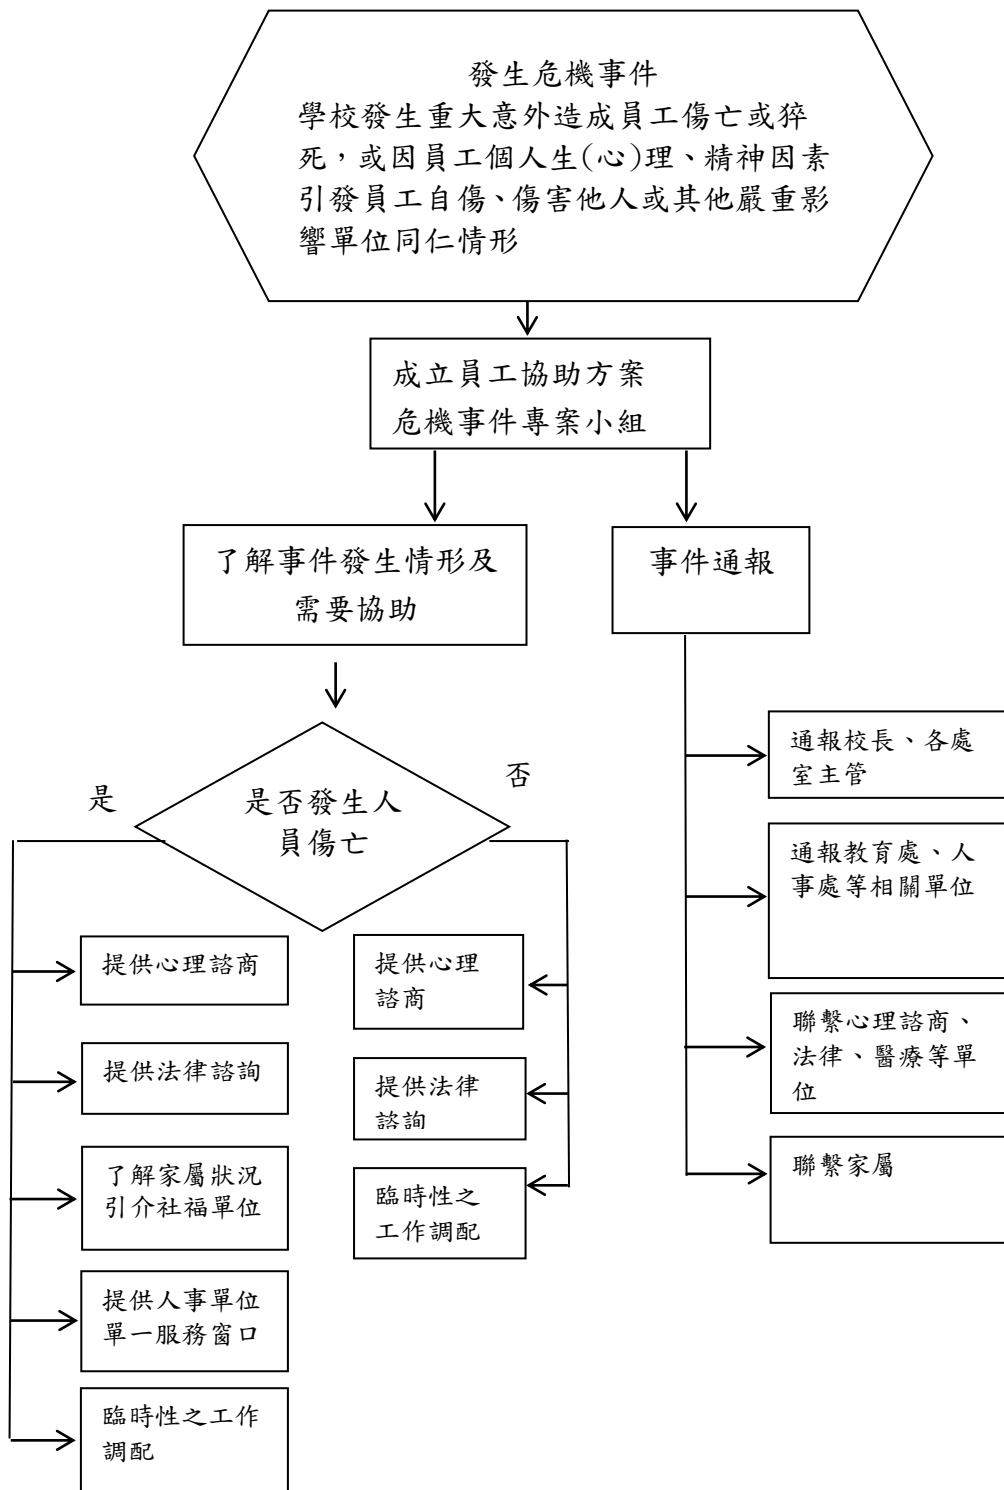 發生危機事件
學校發生重大意外造成員工傷亡或猝
死，或因員工個人生(心)理、精神因素
引發員工自傷、傷害他人或其他嚴重影
響單位同仁情形
成立員工協助方案
危機事件專案小組
了解事件發生情形及
需要協助
事件通報
是
是否發生人
員傷亡
否
提供心理諮商
提供法律諮詢
了解家屬狀況
引介社福單位
提供人事單位
單一服務窗口
臨時性之工作
調配
提供心理
諮商
提供法律
諮詢
臨時性之
工作調配
通報校長、各處
室主管
通報教育處、人
事處等相關單位
聯繫心理諮商、
法律、醫療等單
位
聯繫家屬